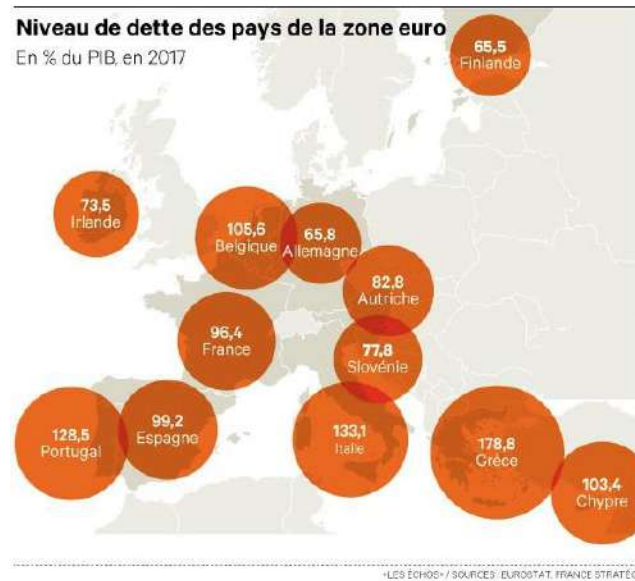 Niveau de dette des pays de la zone euro
En % du PIB, en 2017
65,5
Finlande
73,5
Irlande
105,6
Belgique
65,8
Allemagne
82,8
Autriche
96,4
France
77,8
Slovénie
128,5
Portugal
99,2
Espagne
133,1
Italie
178,8
Grèce
103,4
Chypre
«LES ÉCHOS» / SOURCES : EUROSTAT, FRANCE STRATÉG